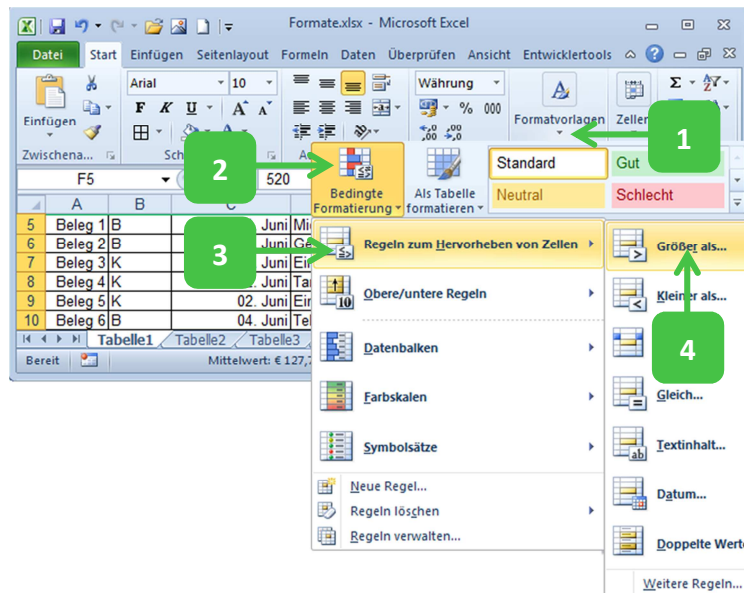 Formate.xlsx - Microsoft Excel
Datei Start Einfügen Seitenlayout Formeln Daten Überprüfen Ansicht Entwicklertools
Einfügen
Zwischena...
Arial 10
F K U A A
Währung
% 000
Formatvorlagen
1
2
F5 520
Bedingte Formatierung
Als Tabelle formatieren
Standard Gut
Neutral Schlecht
A B
5 Beleg 1 B Juni
6 Beleg 2 B Juni
7 Beleg 3 K Juni
8 Beleg 4 K Juni
9 Beleg 5 K 02. Juni
10 Beleg 6 B 04. Juni
Tabelle1 Tabelle2 Tabelle3
Bereit Mittelwert: € 127,
3
Regeln zum Hervorheben von Zellen
Obere/untere Regeln
Datenbalken
Farbskalen
Symbolsätze
Neue Regel...
Regeln löschen
Regeln verwalten...
Größer als...
Kleiner als...
4
Gleich...
Textinhalt...
Datum...
Doppelte Wert
Weitere Regeln...